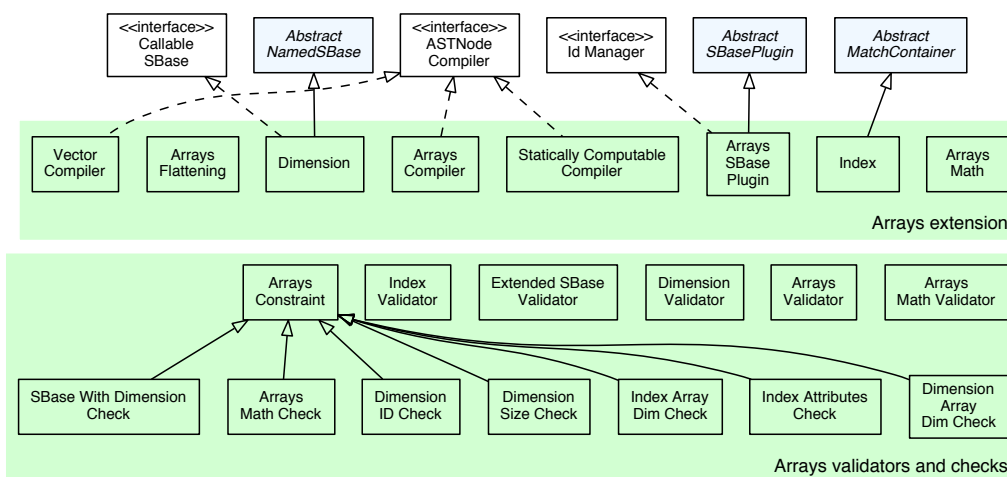 <<interface>>
Callable
SBase
Abstract
NamedSBase
<<interface>>
ASTNode
Compiler
<<interface>>
Id Manager
Abstract
SBasePlugin
Abstract
MatchContainer
Vector
Compiler
Arrays
Flattening
Dimension
Arrays
Compiler
Statically Computable
Compiler
Arrays
SBase
Plugin
Index
Arrays
Math
Arrays extension
Arrays
Constraint
Index
Validator
Extended SBase
Validator
Dimension
Validator
Arrays
Validator
Arrays
Math Validator
SBase With Dimension
Check
Arrays
Math Check
Dimension
ID Check
Dimension
Size Check
Index Array
Dim Check
Index Attributes
Check
Dimension
Array
Dim Check
Arrays validators and checks